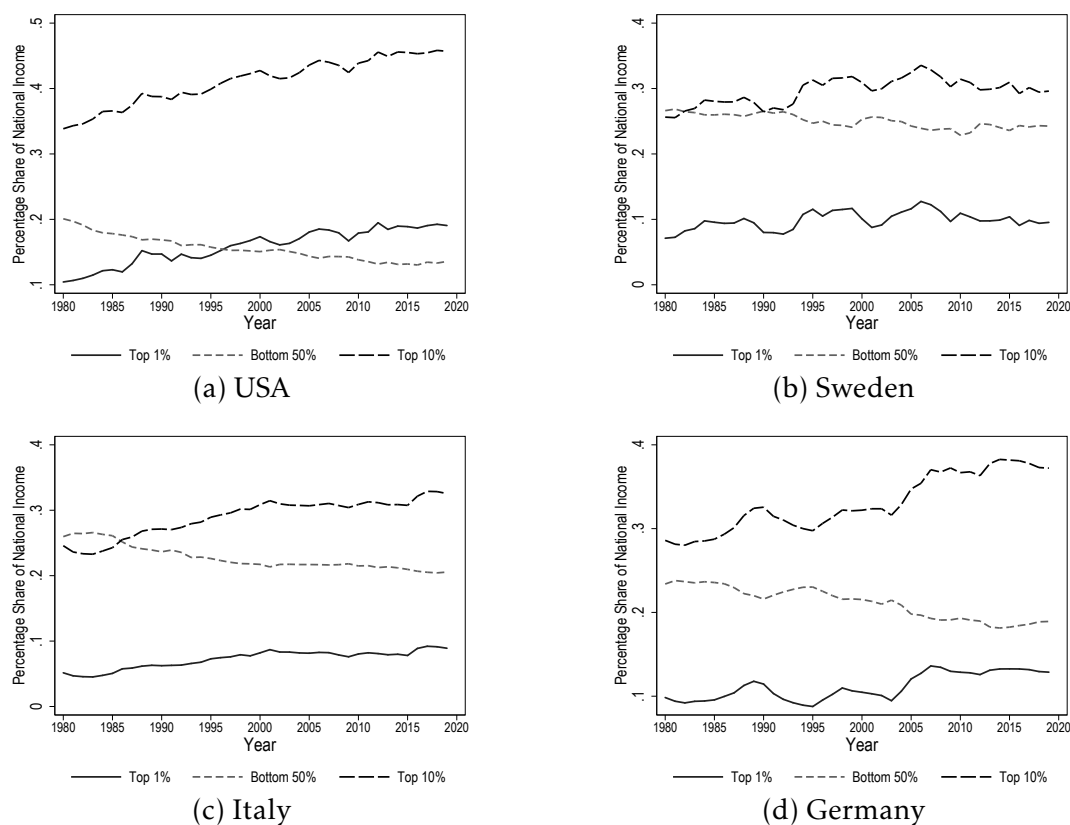 Percentage Share of National Income
.1 .2 .3 .4 .5
1980 1985 1990 1995 2000 2005 2010 2015 2020
Year
Top 1% Bottom 50% Top 10%
(a) USA
Percentage Share of National Income
0 .1 .2 .3 .4
1980 1985 1990 1995 2000 2005 2010 2015 2020
Year
Top 1% Bottom 50% Top 10%
(b) Sweden
Percentage Share of National Income
0 .1 .2 .3 .4
1980 1985 1990 1995 2000 2005 2010 2015 2020
Year
Top 1% Bottom 50% Top 10%
(c) Italy
Percentage Share of National Income
.1 .2 .3 .4
1980 1985 1990 1995 2000 2005 2010 2015 2020
Year
Top 1% Bottom 50% Top 10%
(d) Germany